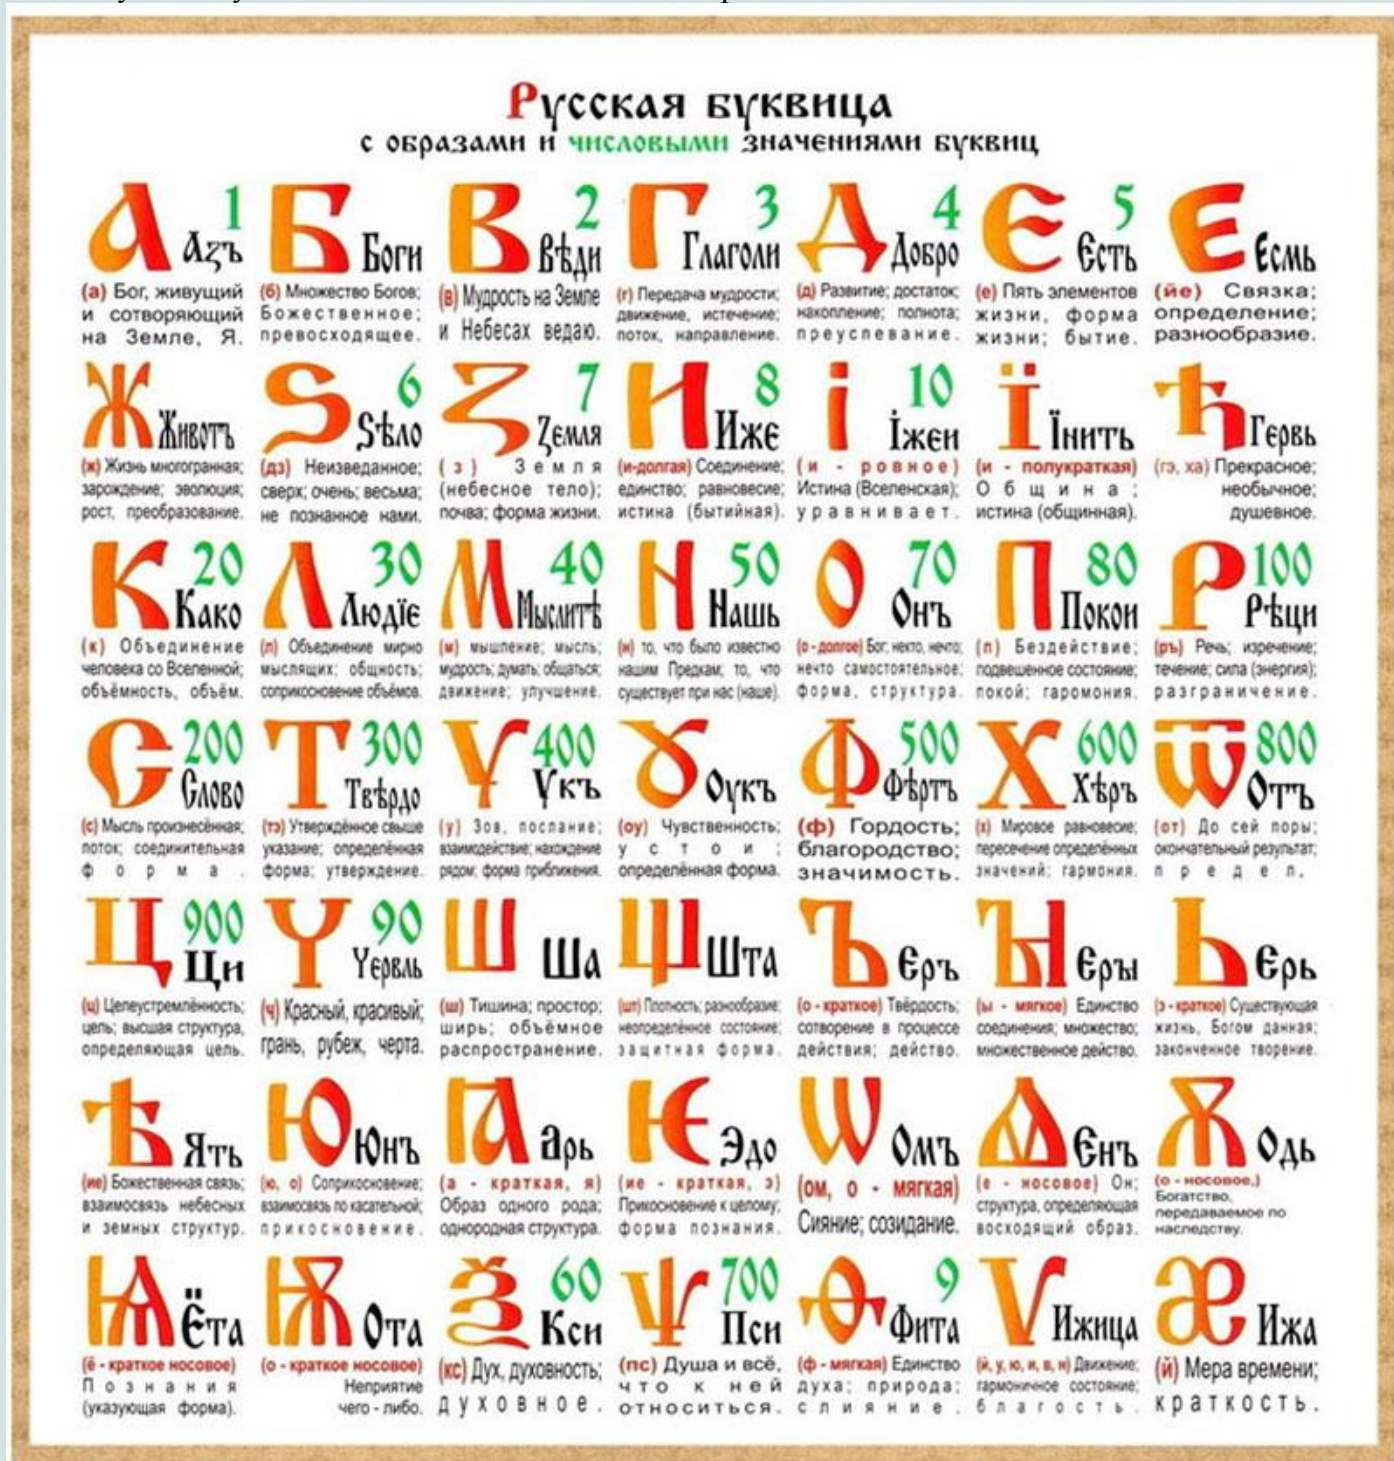 Русская буквица
с образами и числовыми значениями буквиц
А 1
Азъ
(а) Бог, живущий
и сотворяющий
на Земле, Я.
Б
Боги
(б) Множество Богов;
Божественное;
превосходящее.
В 2
Вѣди
(в) Мудрость на Земле
и Небесах ведаю.
Г 3
Глаголи
(г) Передача мудрости;
движение, истечение;
поток, направление.
Д 4
Добро
(д) Развитие; достаток;
накопление; полнота;
преуспевание.
Є 5
Єсть
(е) Пять элементов
жизни, форма
жизни; бытие.
Е
Есмь
(йе) Связка;
определение;
разнообразие.
Ж
Животъ
(ж) Жизнь многогранная;
зарождение; эволюция;
рост, преобразование.
Ѕ 6
Ѕѣло
(дз) Неизведанное;
сверх; очень; весьма;
не познанное нами.
З 7
Zємля
(з) Земля
(небесное тело);
почва; форма жизни.
И 8
Ижє
(и-долгая) Соединение;
единство; равновесие;
истина (бытийная).
і 10
Їжєи
(и - ровное)
Истина (Вселенская);
уравнивает.
Ї
Їнить
(и - полукраткая)
Община;
истина (общинная).
Ћ
Гєрвь
(гэ, ха) Прекрасное;
необычное;
душевное.
К 20
Како
(к) Объединение
человека со Вселенной;
объёмность, объём.
Л 30
Людїє
(л) Объединение мирно
мыслящих; общность;
соприкосновение объёмов.
М 40
Мыслитѣ
(м) мышление; мысль;
мудрость; думать; общаться;
движение; улучшение.
Н 50
Нашь
(н) то, что было известно
нашим Предкам; то, что
существует при нас (наше).
О 70
Онъ
(о - долгое) Бог; некто, нечто;
нечто самостоятельное;
форма, структура.
П 80
Покои
(п) Бездействие;
подвешенное состояние;
покой; гаромония.
Р 100
Рѣци
(ръ) Речь; изречение;
течение; сила (энергия);
разграничение.
С 200
Слово
(с) Мысль произнесённая;
поток; соединительная
форма.
Т 300
Твѣрдо
(тэ) Утверждённое свыше
указание; определённая
форма; утверждение.
Ѵ 400
Ѵкъ
(у) Зов, послание;
взаимодействие; нахождение
рядом; форма приближения.
Ꙋ
Оукъ
(оу) Чувственность;
устои;
определённая форма.
Ф 500
Фѣртъ
(ф) Гордость;
благородство;
значимость.
Х 600
Хѣръ
(х) Мировое равновесие;
пересечение определённых
значений; гармония.
Ѿ 800
Отъ
(от) До сей поры;
окончательный результат;
предел.
Ц 900
Ци
(ц) Целеустремлённость;
цель; высшая структура,
определяющая цель.
Ч 90
Чєрвль
(ч) Красный, красивый;
грань, рубеж, черта.
Ш
Ша
(ш) Тишина; простор;
ширь; объёмное
распространение.
Щ
Шта
(шт) Плотность; разнообразие;
неопределённое состояние;
защитная форма.
Ъ
Єръ
(о - краткое) Твёрдость;
сотворение в процессе
действия; действо.
Ꙑ
Єры
(ы - мягкое) Единство
соединения; множество;
множественное действо.
Ь
Єрь
(э - краткое) Существующая
жизнь, Богом данная;
законченное творение.
Ѣ
Ять
(ие) Божественная связь;
взаимосвязь небесных
и земных структур.
Ю
Юнъ
(ю, о) Соприкосновение;
взаимосвязь по касательной;
прикосновение.
Ꙗ
Арь
(а - краткая, я)
Образ одного рода;
однородная структура.
Ѥ
Эдо
(ие - краткая, э)
Прикосновение к целому;
форма познания.
Ѡ
Омъ
(ом, о - мягкая)
Сияние; созидание.
Ѧ
Єнъ
(е - носовое) Он;
структура, определяющая
восходящий образ.
Ѫ
Одь
(о - носовое,)
Богатство,
передаваемое по
наследству.
Ѩ
Ёта
(ё - краткое носовое)
Познания
(указующая форма).
Ѭ
Ота
(о - краткое носовое)
Неприятие
чего - либо.
Ѯ 60
Кси
(кс) Дух, духовность;
духовное.
Ѱ 700
Пси
(пс) Душа и всё,
что к ней
относиться.
Ѳ 9
Фита
(ф - мягкая) Единство
духа; природа;
слияние.
Ѵ
Ижица
(й, у, ю, и, в, н) Движение;
гармоничное состояние;
благость.
Æ
Ижа
(й) Мера времени;
краткость.